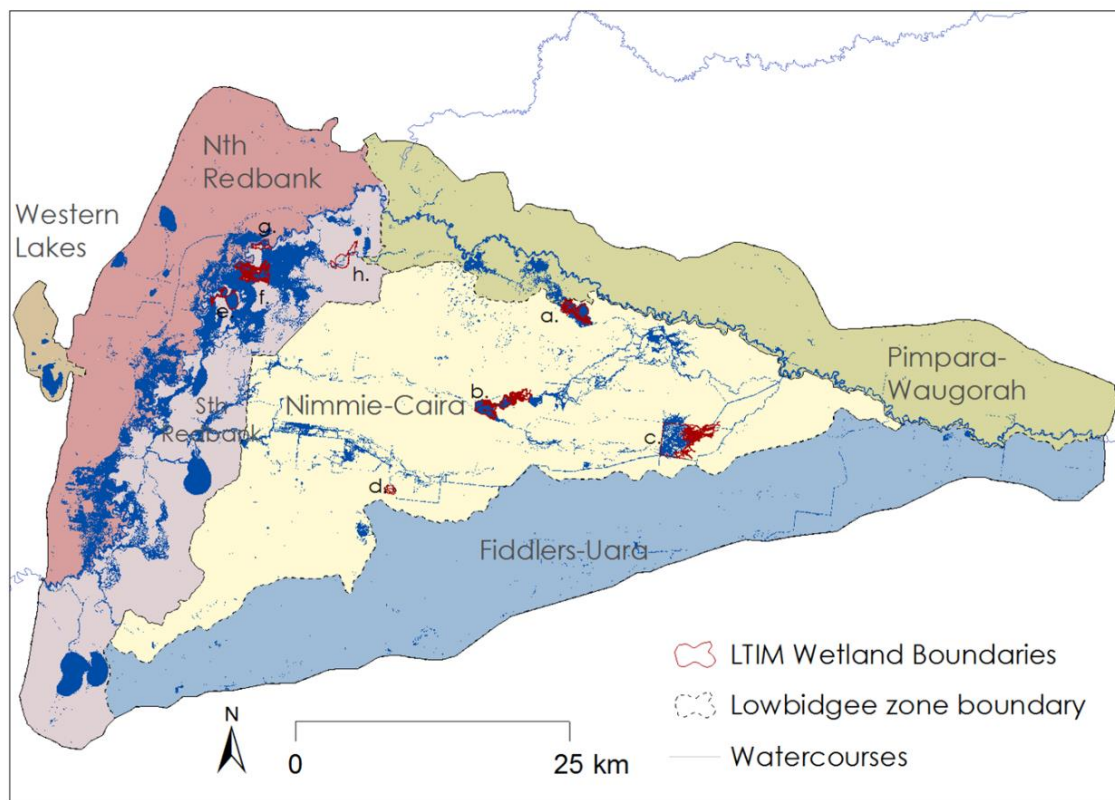 Nth
Redbank
Western
Lakes
g.
h.
f.
e.
a.
Pimpara-
Waugorah
b.
Sth
Redbank
Nimmie-Caira
c.
d.
Fiddlers-Uara
LTIM Wetland Boundaries
Lowbidgee zone boundary
Watercourses
N
0
25 km